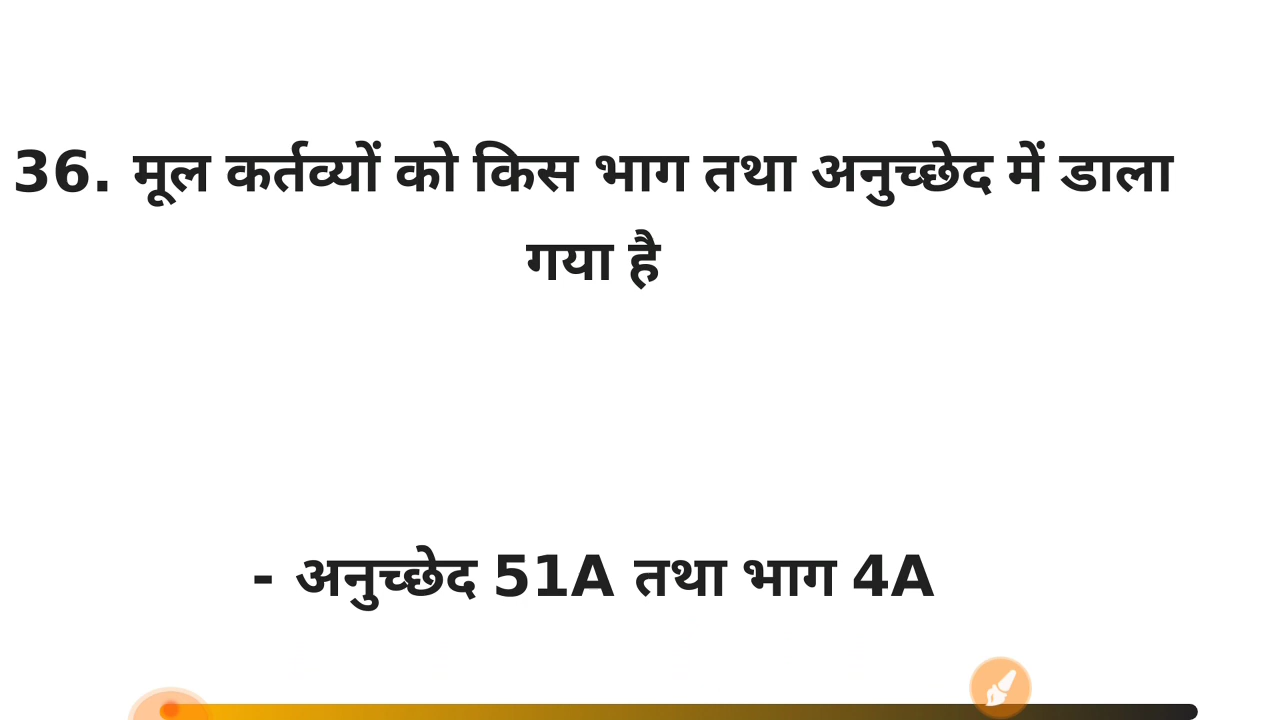 36. मूल कर्तव्यों को किस भाग तथा अनुच्छेद में डाला
गया है
- अनुच्छेद 51A तथा भाग 4A